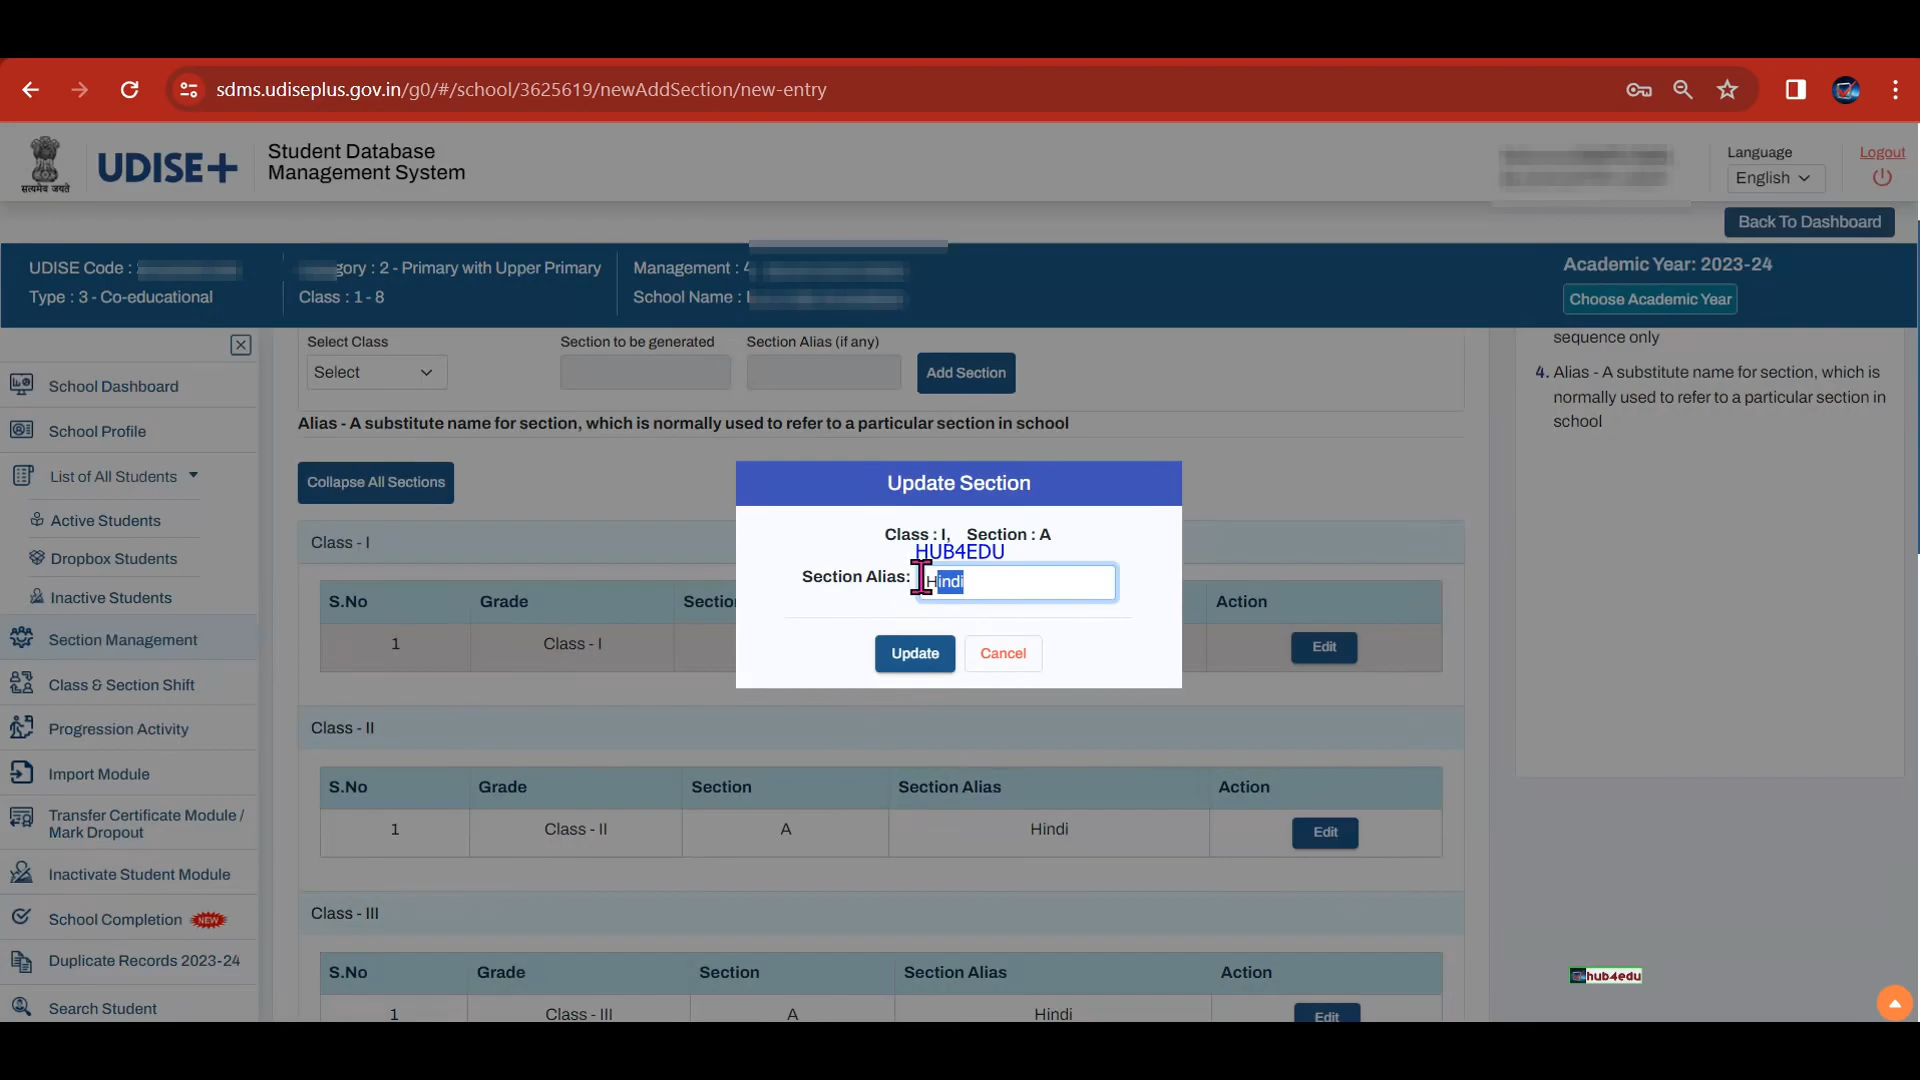 sdms.udiseplus.gov.in/g0/#/school/3625619/newAddSection/new-entry
सत्यमेव जयते
UDISE+
Student Database
Management System
Language
English
Logout
Back To Dashboard
UDISE Code :
gory : 2 - Primary with Upper Primary
Management : 4
Type : 3 - Co-educational
Class : 1 - 8
School Name :
Academic Year: 2023-24
Choose Academic Year
School Dashboard
School Profile
List of All Students
Active Students
Dropbox Students
Inactive Students
Section Management
Class & Section Shift
Progression Activity
Import Module
Transfer Certificate Module /
Mark Dropout
Inactivate Student Module
School Completion NEW
Duplicate Records 2023-24
Search Student
Select Class
Section to be generated
Section Alias (if any)
Select
Add Section
Alias - A substitute name for section, which is normally used to refer to a particular section in school
Collapse All Sections
Class - I
S.No Grade Sectio Action
1 Class - I Edit
Class - II
S.No Grade Section Section Alias Action
1 Class - II A Hindi Edit
Class - III
S.No Grade Section Section Alias Action
1 Class - III A Hindi Edit
Update Section
Class : I, Section : A
HUB4EDU
Section Alias: Hindi
Update Cancel
sequence only
4. Alias - A substitute name for section, which is
normally used to refer to a particular section in
school
hub4edu